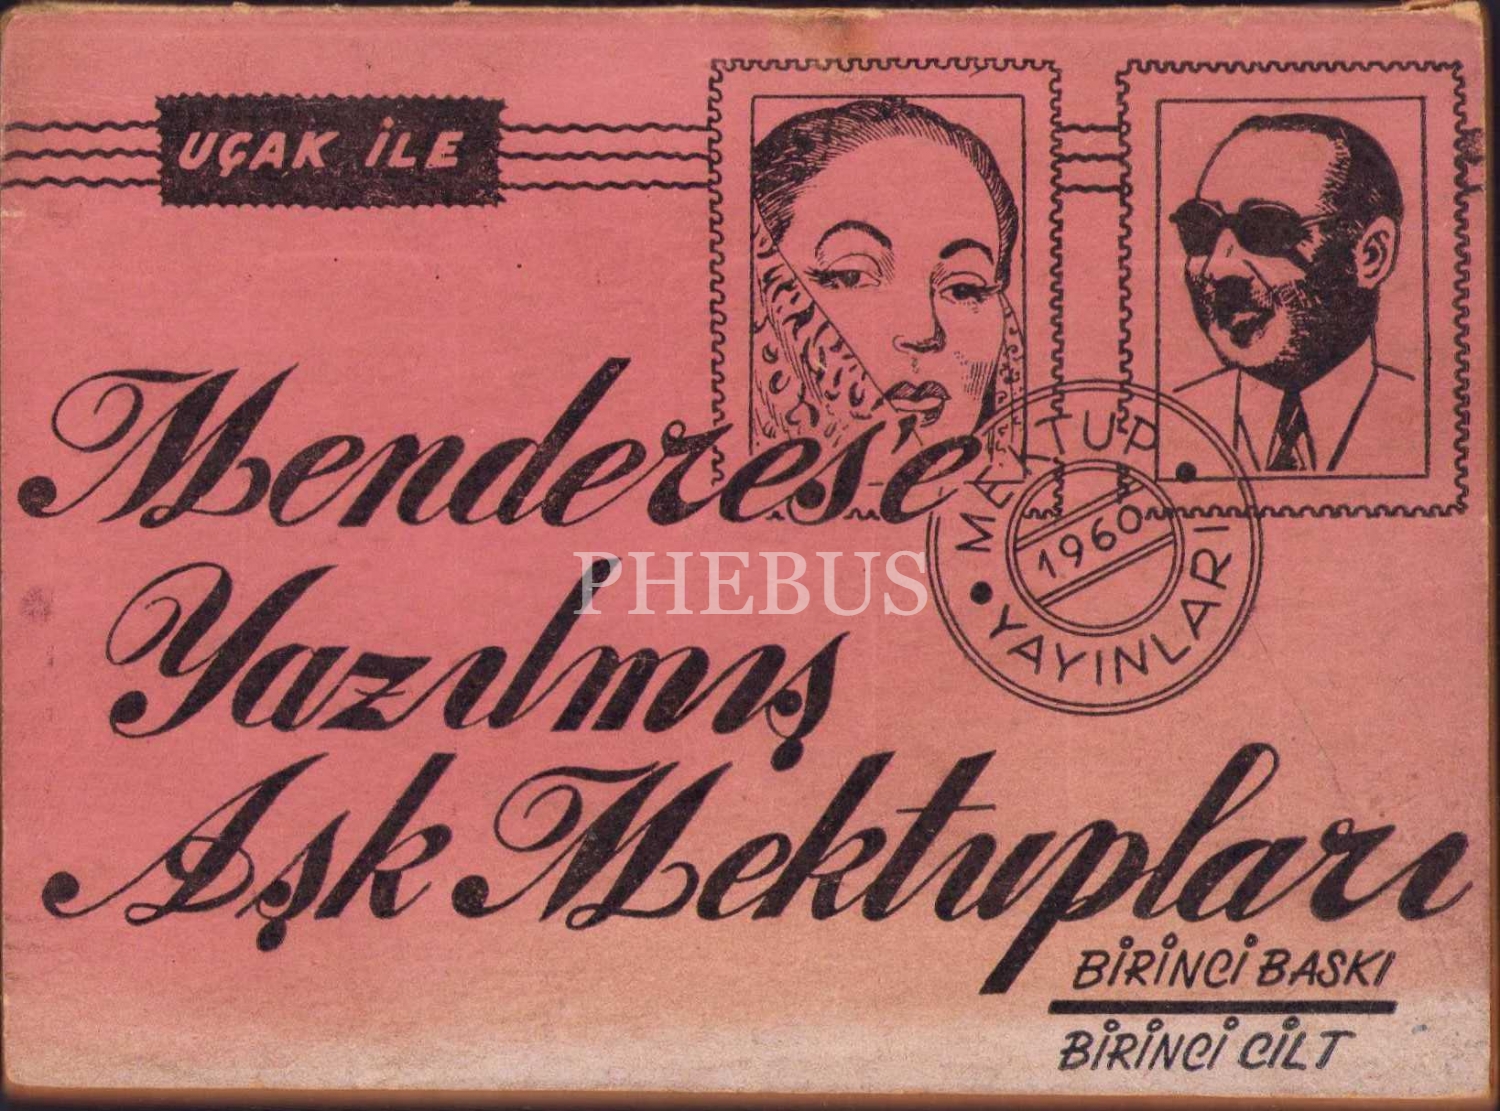 UÇAK İLE
Menderes'e
Yazılmış
Aşk Mektupları
MEKTUP
1960
YAYINLARI
PHEBUS
BİRİNCİ BASKI
BİRİNCİ CİLT